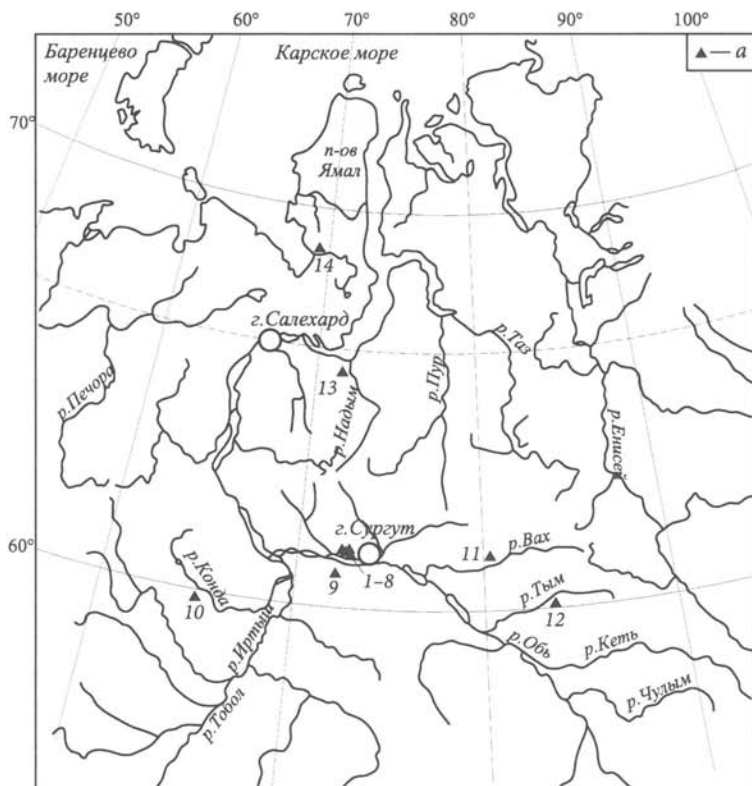 50° 60° 70° 80° 90° 100°
Баренцево
море
Карское море
▲ — а
70°
п-ов
Ямал
14
г.Салехард
р.Таз
р.Печора
13
р.Надым
р.Пур
р.Енисей
60°
г.Сургут
11
р.Вах
р.Конда
9
1–8
р.Тым
10
12
р.Иртыш
р.Обь
р.Кеть
р.Тобол
р.Чулым